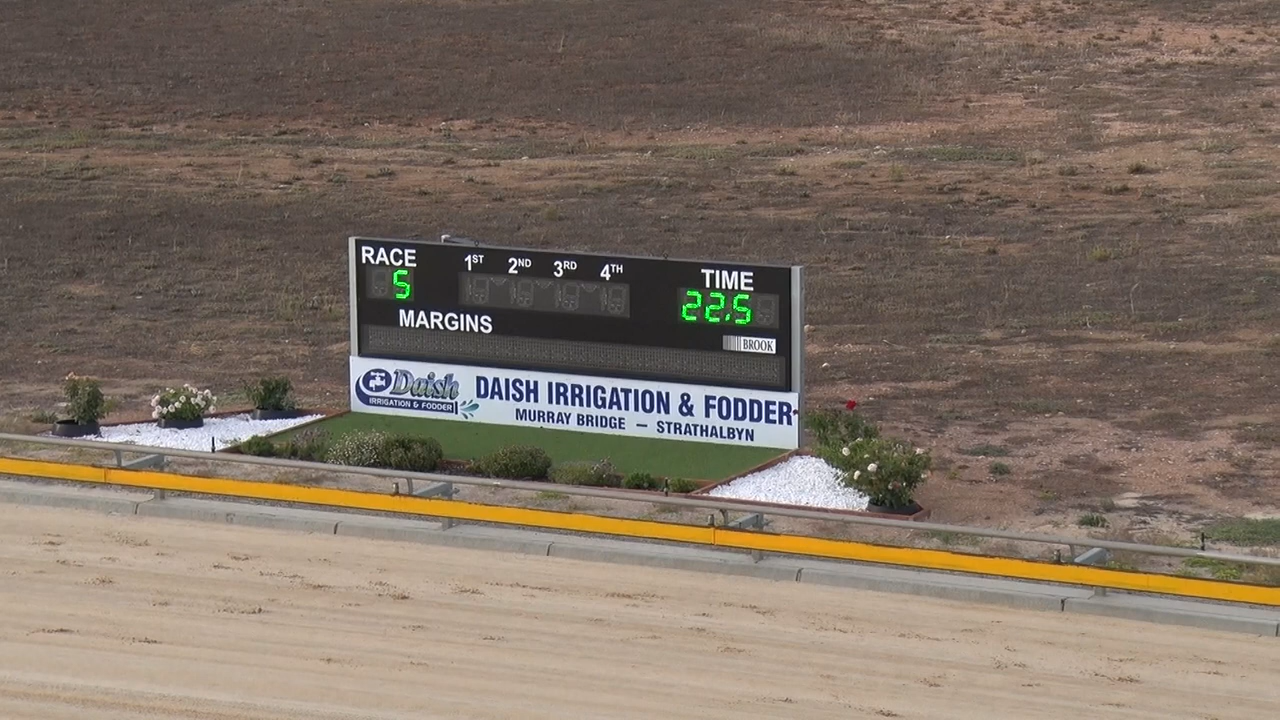 RACE 1ST 2ND 3RD 4TH TIME
5 22.5
MARGINS
BROOK
Daish
IRRIGATION & FODDER
DAISH IRRIGATION & FODDER
MURRAY BRIDGE — STRATHALBYN